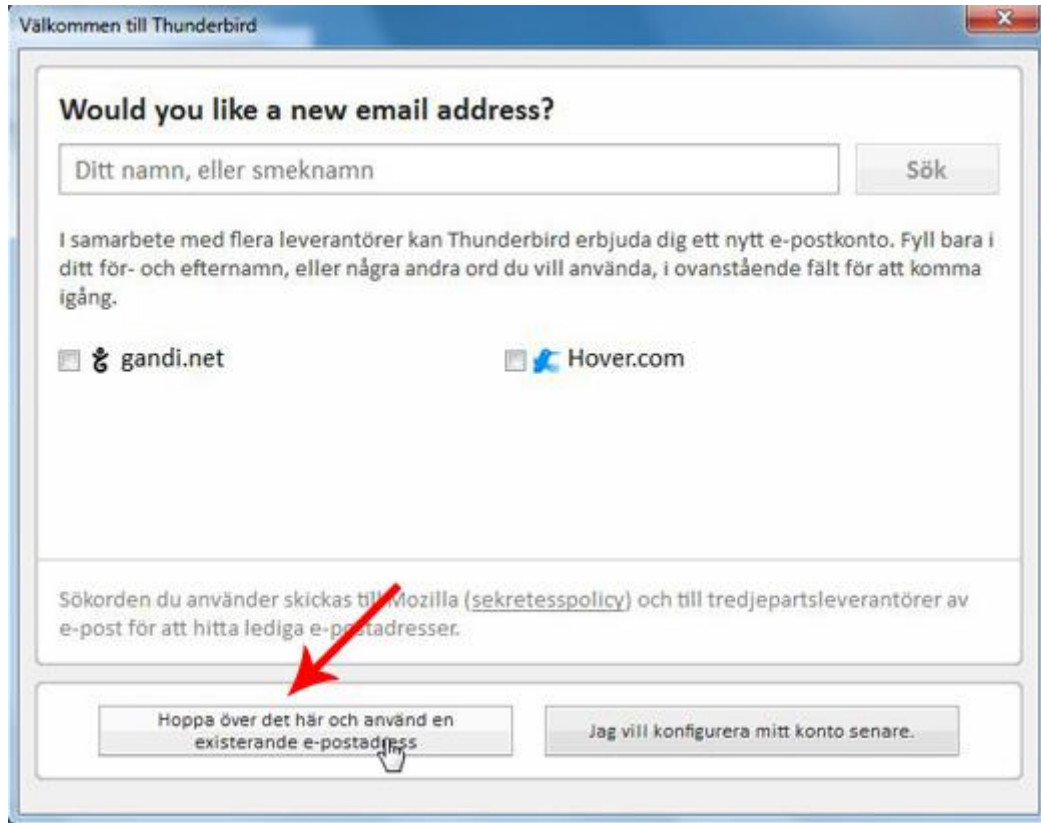 Välkommen till Thunderbird
Would you like a new email address?
Ditt namn, eller smeknamn
Sök
I samarbete med flera leverantörer kan Thunderbird erbjuda dig ett nytt e-postkonto. Fyll bara i
ditt för- och efternamn, eller några andra ord du vill använda, i ovanstående fält för att komma
igång.
gandi.net
Hover.com
Sökorden du använder skickas till Mozilla (sekretesspolicy) och till tredjepartsleverantörer av
e-post för att hitta lediga e-postadresser.
Hoppa över det här och använd en
existerande e-postadress
Jag vill konfigurera mitt konto senare.